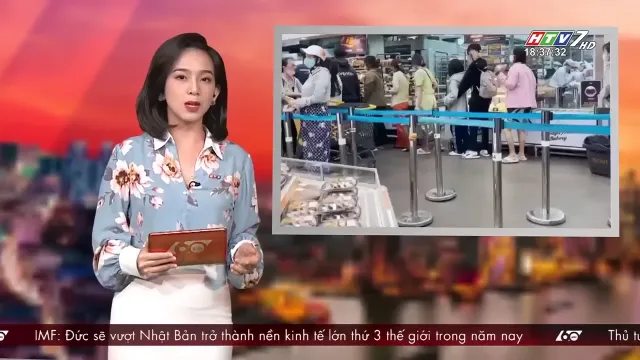 HTV7 HD
18:37:32
IMF: Đức sẽ vượt Nhật Bản trở thành nền kinh tế lớn thứ 3 thế giới trong năm nay 60 Thủ t